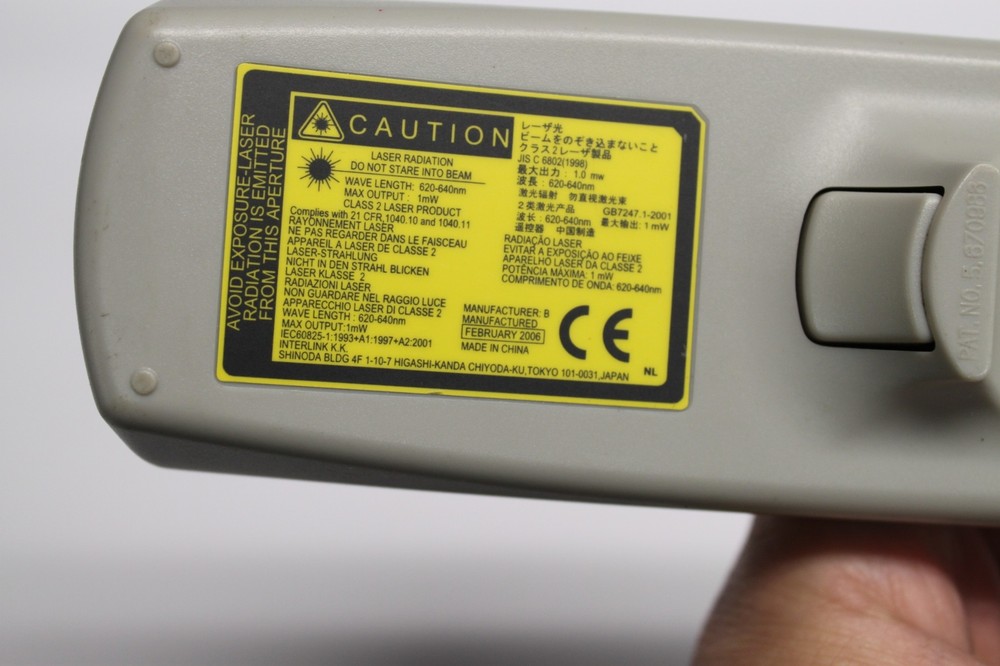 AVOID EXPOSURE-LASER
RADIATION IS EMITTED
FROM THIS APERTURE
CAUTION
LASER RADIATION
DO NOT STARE INTO BEAM
WAVE LENGTH: 620-640nm
MAX OUTPUT : 1mW
CLASS 2 LASER PRODUCT
Complies with 21 CFR,1040.10 and 1040.11
RAYONNEMENT LASER
NE PAS REGARDER DANS LE FAISCEAU
APPAREIL A LASER DE CLASSE 2
LASER-STRAHLUNG
NICHT IN DEN STRAHL BLICKEN
LASER KLASSE 2
RADIAZIONI LASER
NON GUARDARE NEL RAGGIO LUCE
APPARECCHIO LASER DI CLASSE 2
WAVE LENGTH : 620-640nm
MAX OUTPUT:1mW
IEC60825-1:1993+A1:1997+A2:2001
INTERLINK K.K.
SHINODA BLDG 4F 1-10-7 HIGASHI-KANDA CHIYODA-KU,TOKYO 101-0031,JAPAN
レーザ光
ビームをのぞき込まないこと
クラス2レーザ製品
JIS C 6802(1998)
最大出力 : 1.0 mw
波長 : 620-640nm
激光辐射 勿直视激光束
2类激光产品 GB7247.1-2001
波长 : 620-640nm 最大输出: 1 mW
遥控器 中国制造
RADIAÇÃO LASER
EVITAR A EXPOSIÇÃO AO FEIXE
APARELHO LASER DA CLASSE 2
POTÊNCIA MÁXIMA: 1 mW
COMPRIMENTO DE ONDA: 620-640nm
MANUFACTURER: B
MANUFACTURED
FEBRUARY 2006
MADE IN CHINA
CE
NL
PAT. NO. 5,670,988